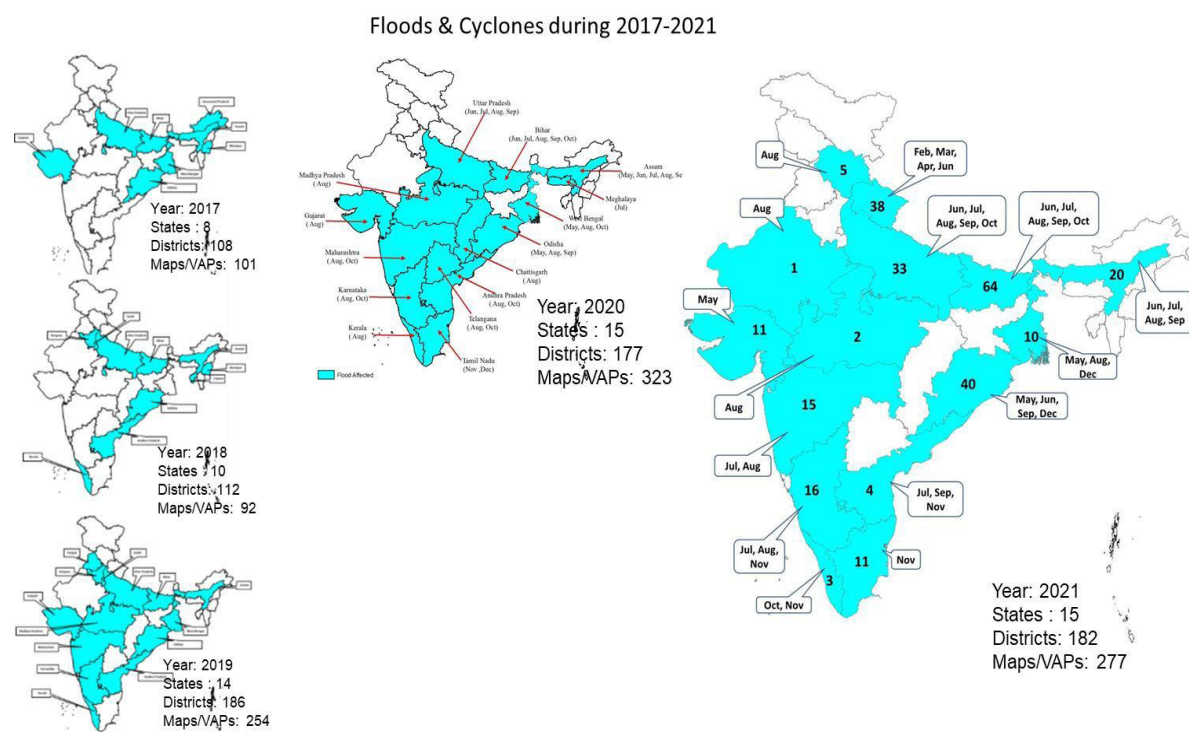 Floods & Cyclones during 2017-2021
Year: 2017
States : 8
Districts: 108
Maps/VAPs: 101
Year: 2018
States : 10
Districts: 112
Maps/VAPs: 92
Year: 2019
States : 14
Districts: 186
Maps/VAPs: 254
Uttar Pradesh
(Jun, Jul, Aug, Sep)
Bihar
(Jun, Jul, Aug, Sep, Oct)
Assam
(May, Jun, Jul, Aug, Se
Madhya Pradesh
(Aug)
Meghalaya
(Jul)
Gujarat
(Aug)
West Bengal
(May, Aug, Oct)
Odisha
(May, Aug, Sep)
Maharashtra
( Aug, Oct)
Chattisgarh
( Aug, Sep)
Karnataka
( Aug, Oct)
Andhra Pradesh
( Aug, Oct)
Telangana
(Aug, Oct)
Kerala
(Aug)
Tamil Nadu
(Nov ,Dec)
Flood Affected
Year: 2020
States : 15
Districts: 177
Maps/VAPs: 323
Aug
5
Feb, Mar,
Apr, Jun
38
Aug
1
Jun, Jul,
Aug, Sep, Oct
33
Jun, Jul,
Aug, Sep, Oct
64
20
Jun, Jul,
Aug, Sep
May
11
2
Aug
10
May, Aug,
Dec
40
May, Jun,
Sep, Dec
15
Jul, Aug
16
Jul, Aug,
Nov
4
Jul, Sep,
Nov
11
Nov
3
Oct, Nov
Year: 2021
States : 15
Districts: 182
Maps/VAPs: 277